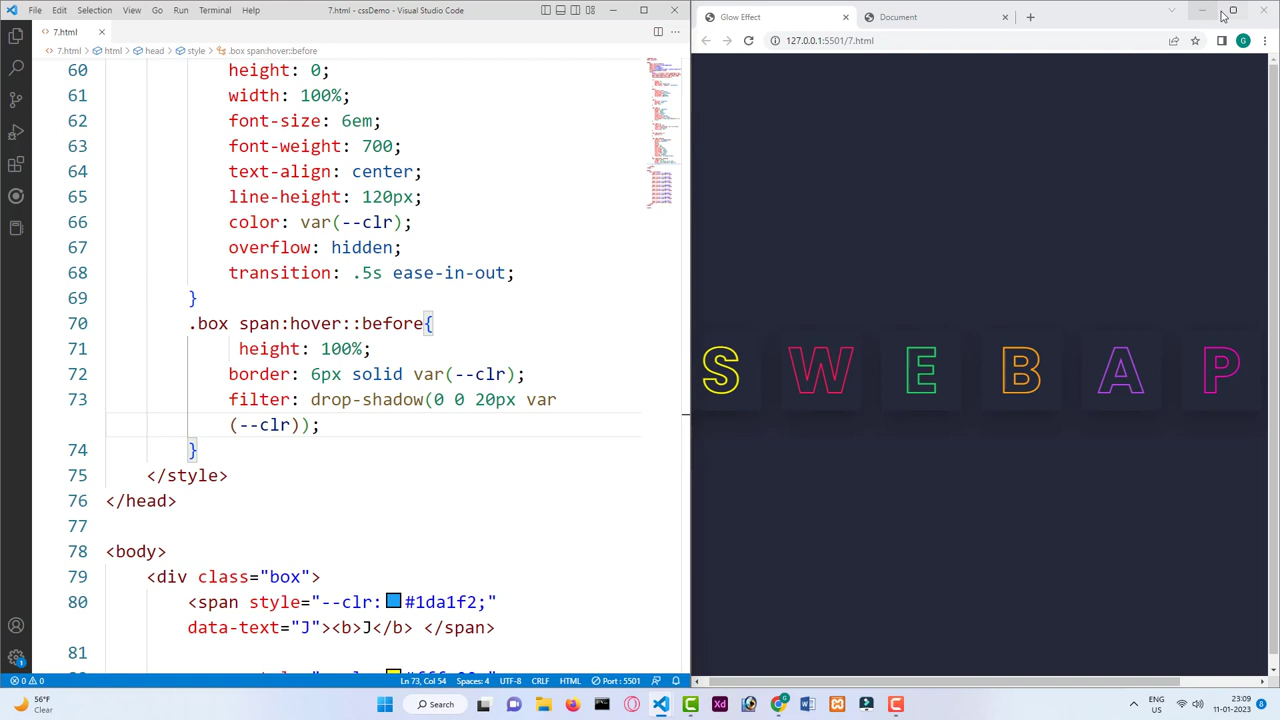 File Edit Selection View Go Run Terminal Help 7.html - cssDemo - Visual Studio Code
7.html
7.html > html > head > style > .box span:hover::before
60 height: 0;
61 width: 100%;
62 font-size: 6em;
63 font-weight: 700;
64 text-align: center;
65 line-height: 120px;
66 color: var(--clr);
67 overflow: hidden;
68 transition: .5s ease-in-out;
69 }
70 .box span:hover::before{
71 height: 100%;
72 border: 6px solid var(--clr);
73 filter: drop-shadow(0 0 20px var
(--clr));
74 }
75 </style>
76 </head>
77
78 <body>
79 <div class="box">
80 <span style="--clr: #1da1f2;"
data-text="J"><b>J</b> </span>
81
0 0 Ln 73, Col 54 Spaces: 4 UTF-8 CRLF HTML Port : 5501
Glow Effect
Document
127.0.0.1:5501/7.html
G
S W E B A P
56°F
Clear
Search
ENG
US
23:09
11-01-2023